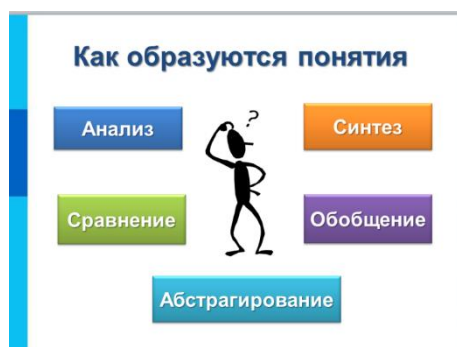 Как образуются понятия
Анализ
Синтез
?
Сравнение
Обобщение
Абстрагирование